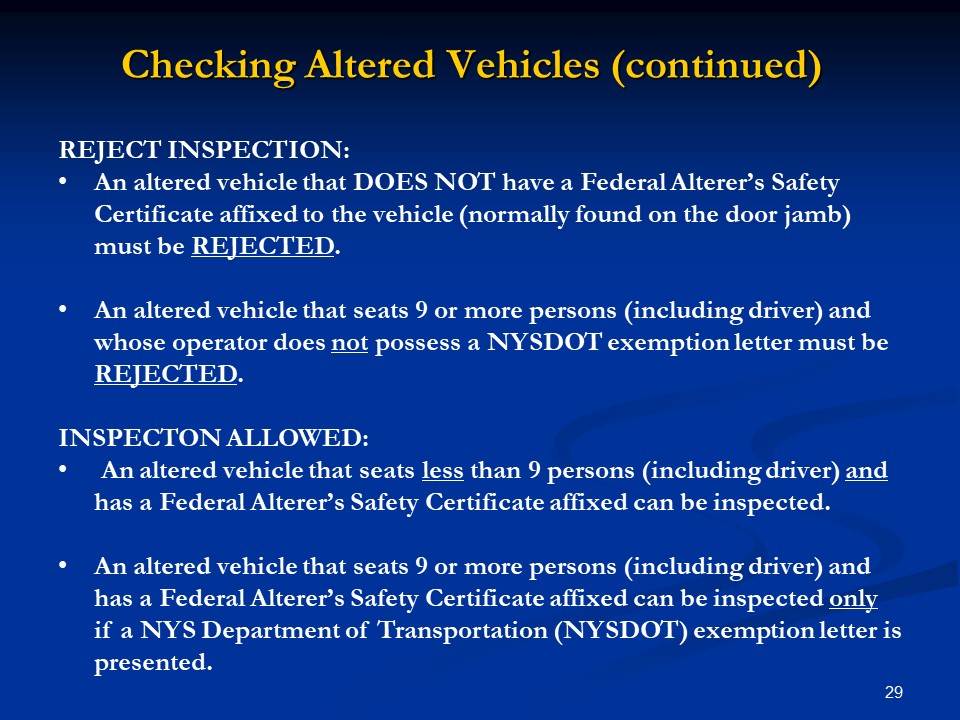 Checking Altered Vehicles (continued)
REJECT INSPECTION:
• An altered vehicle that DOES NOT have a Federal Alterer’s Safety
Certificate affixed to the vehicle (normally found on the door jamb)
must be REJECTED.
• An altered vehicle that seats 9 or more persons (including driver) and
whose operator does not possess a NYSDOT exemption letter must be
REJECTED.
INSPECTON ALLOWED:
• An altered vehicle that seats less than 9 persons (including driver) and
has a Federal Alterer’s Safety Certificate affixed can be inspected.
• An altered vehicle that seats 9 or more persons (including driver) and
has a Federal Alterer’s Safety Certificate affixed can be inspected only
if a NYS Department of Transportation (NYSDOT) exemption letter is
presented.
29